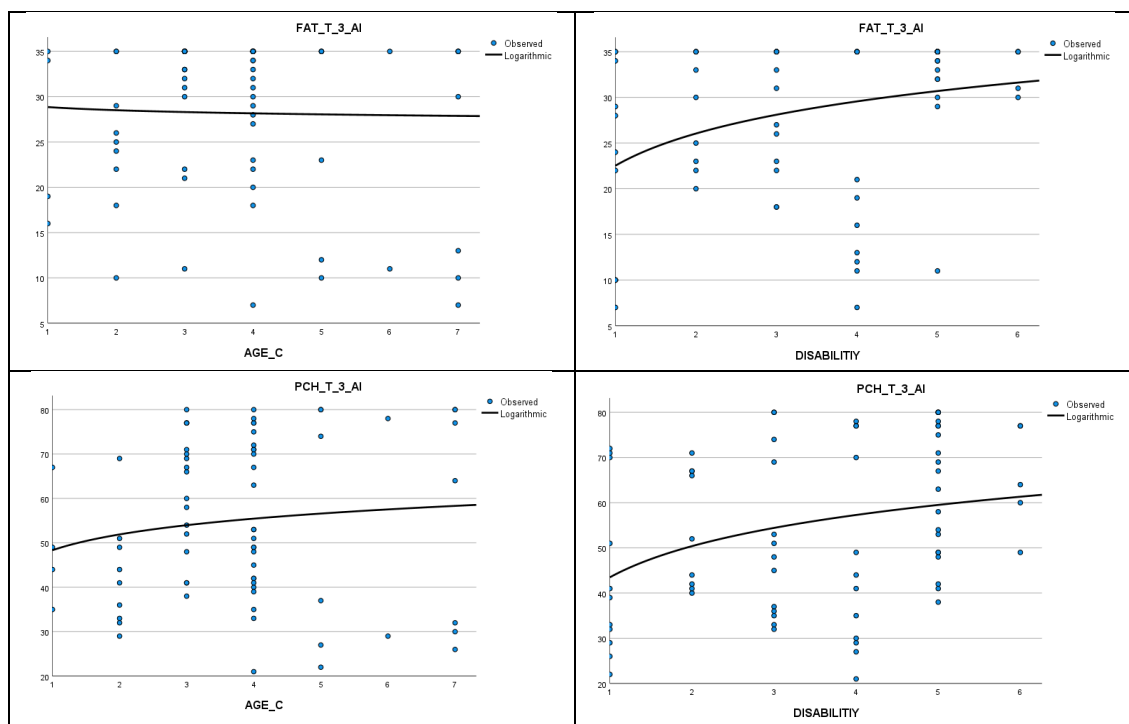 FAT_T_3_AI
Observed
Logarithmic
35
30
25
20
15
10
5
1 2 3 4 5 6 7
AGE_C
FAT_T_3_AI
Observed
Logarithmic
35
30
25
20
15
10
5
1 2 3 4 5 6
DISABILITIY
PCH_T_3_AI
Observed
Logarithmic
80
70
60
50
40
30
20
1 2 3 4 5 6 7
AGE_C
PCH_T_3_AI
Observed
Logarithmic
80
70
60
50
40
30
20
1 2 3 4 5 6
DISABILITIY